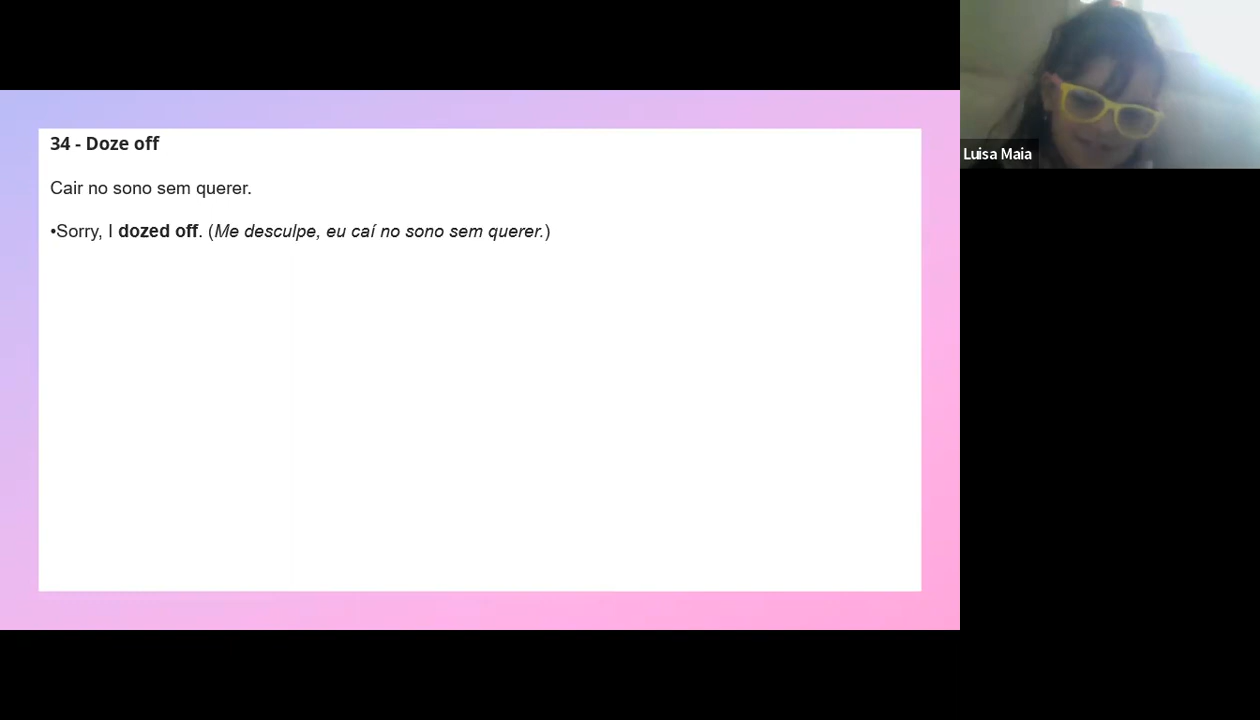 34 - Doze off
Cair no sono sem querer.
•Sorry, I dozed off. (Me desculpe, eu caí no sono sem querer.)
Luisa Maia